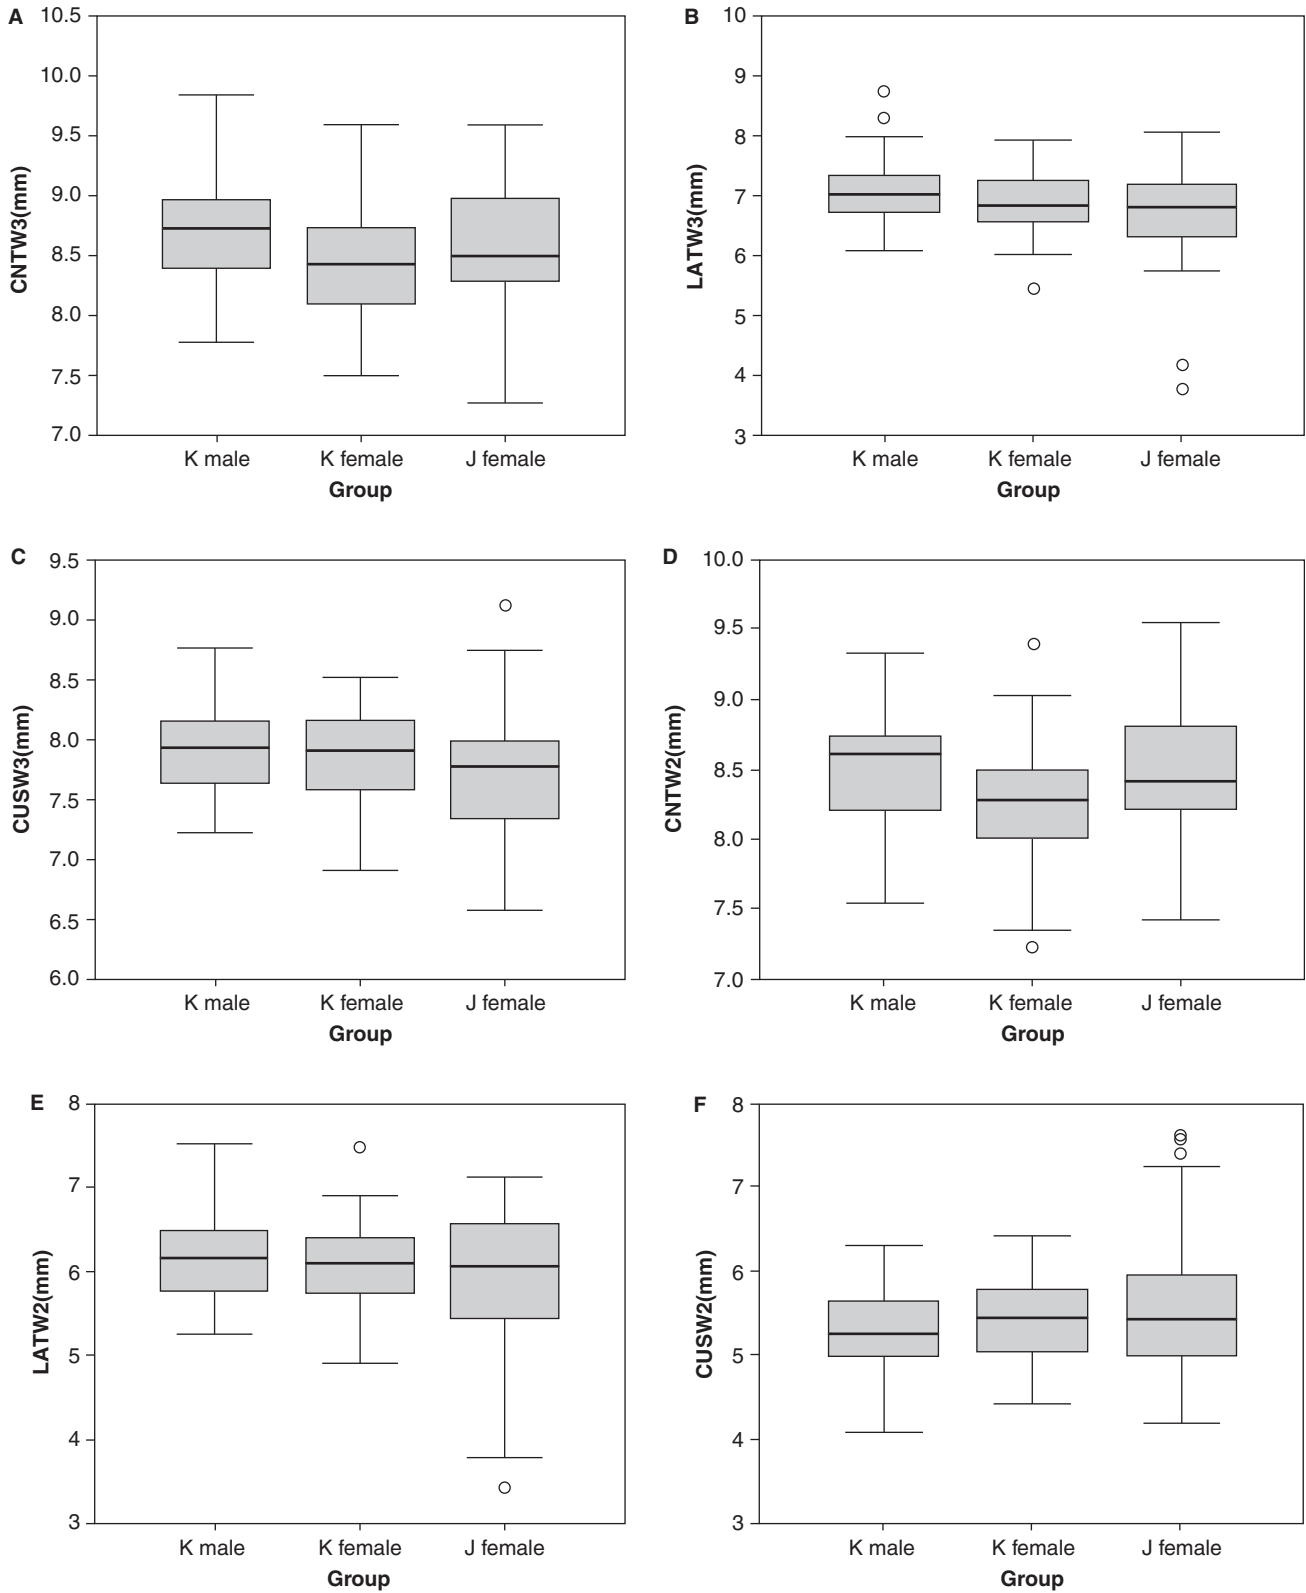 A
CNTW3(mm)
10.5
10.0
9.5
9.0
8.5
8.0
7.5
7.0
K male K female J female
Group
B
LATW3(mm)
10
9
8
7
6
5
4
3
K male K female J female
Group
C
CUSW3(mm)
9.5
9.0
8.5
8.0
7.5
7.0
6.5
6.0
K male K female J female
Group
D
CNTW2(mm)
10.0
9.5
9.0
8.5
8.0
7.5
7.0
K male K female J female
Group
E
LATW2(mm)
8
7
6
5
4
3
K male K female J female
Group
F
CUSW2(mm)
8
7
6
5
4
3
K male K female J female
Group